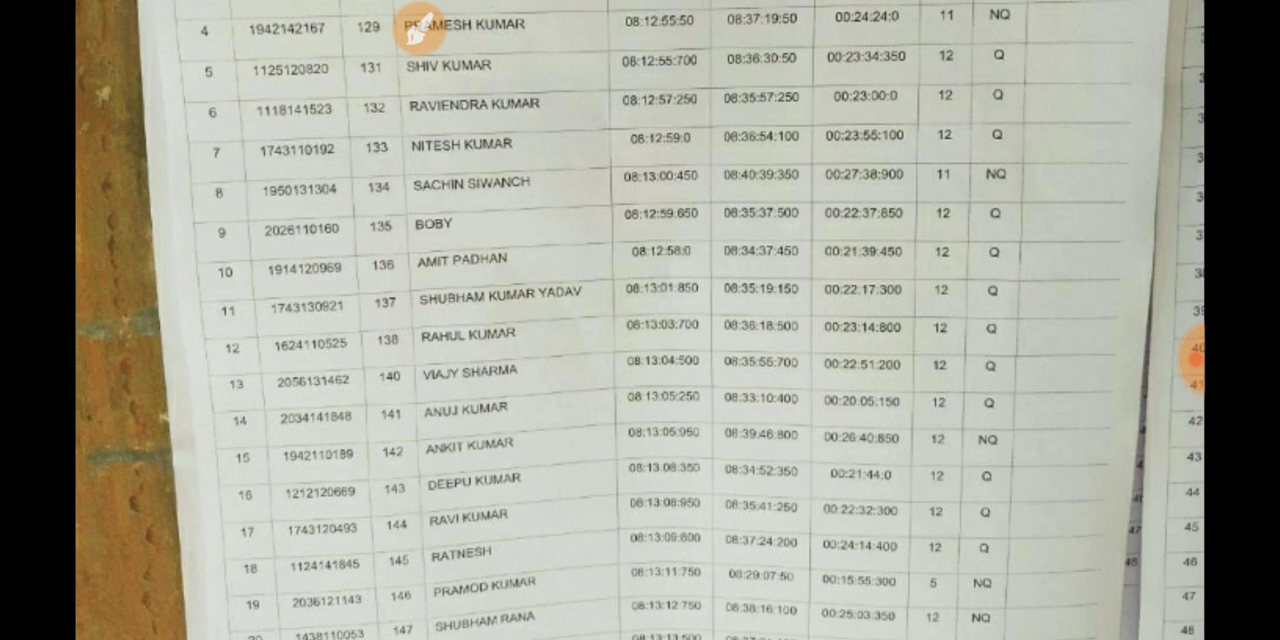 4 1942142167 129 PRAMESH KUMAR 08:12:55:50 08:37:19:50 00:24:24:0 11 NQ
5 1125120820 131 SHIV KUMAR 08:12:55:700 08:36:30:50 00:23:34:350 12 Q
6 1118141523 132 RAVIENDRA KUMAR 08:12:57:250 08:35:57:250 00:23:00:0 12 Q
7 1743110192 133 NITESH KUMAR 08:12:59:0 08:36:54:100 00:23:55:100 12 Q
8 1950131304 134 SACHIN SIWANCH 08:13:00:450 08:40:39:350 00:27:38:900 11 NQ
9 2026110160 135 BOBY 08:12:59:650 08:35:37:500 00:22:37:850 12 Q
10 1914120969 136 AMIT PADHAN 08:12:58:0 08:34:37:450 00:21:39:450 12 Q
11 1743130921 137 SHUBHAM KUMAR YADAV 08:13:01:850 08:35:19:150 00:22:17:300 12 Q
12 1624110525 138 RAHUL KUMAR 08:13:03:700 08:36:18:500 00:23:14:800 12 Q
13 2056131462 140 VIAJY SHARMA 08:13:04:500 08:35:55:700 00:22:51:200 12 Q
14 2034141848 141 ANUJ KUMAR 08:13:05:250 08:33:10:400 00:20:05:150 12 Q
15 1942110189 142 ANKIT KUMAR 08:13:05:950 08:39:46:800 00:26:40:850 12 NQ
16 1212120669 143 DEEPU KUMAR 08:13:08:350 08:34:52:350 00:21:44:0 12 Q
17 1743120493 144 RAVI KUMAR 08:13:08:950 08:35:41:250 00:22:32:300 12 Q
18 1124141845 145 RATNESH 08:13:09:800 08:37:24:200 00:24:14:400 12 Q
19 2036121143 146 PRAMOD KUMAR 08:13:11:750 08:29:07:50 00:15:55:300 5 NQ
20 1438110053 147 SHUBHAM RANA 08:13:12:750 08:38:16:100 00:25:03:350 12 NQ
08:13:13:500
39
40
41
42
43
44
45
46
47
48